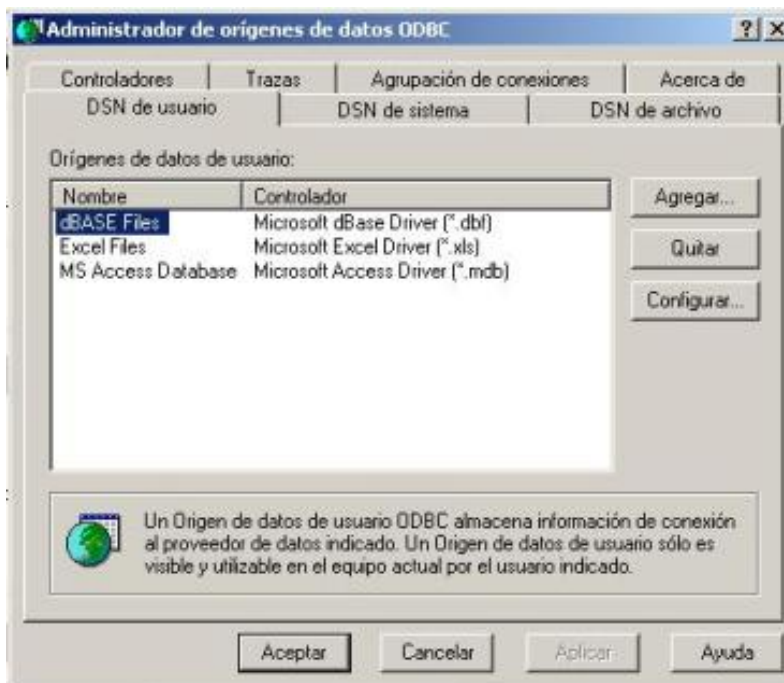 Administrador de orígenes de datos ODBC
Controladores Trazas Agrupación de conexiones Acerca de
DSN de usuario DSN de sistema DSN de archivo
Orígenes de datos de usuario:
Nombre Controlador
dBASE Files Microsoft dBase Driver (*.dbf)
Excel Files Microsoft Excel Driver (*.xls)
MS Access Database Microsoft Access Driver (*.mdb)
Agregar...
Quitar
Configurar...
Un Origen de datos de usuario ODBC almacena información de conexión
al proveedor de datos indicado. Un Origen de datos de usuario sólo es
visible y utilizable en el equipo actual por el usuario indicado.
Aceptar Cancelar Aplicar Ayuda